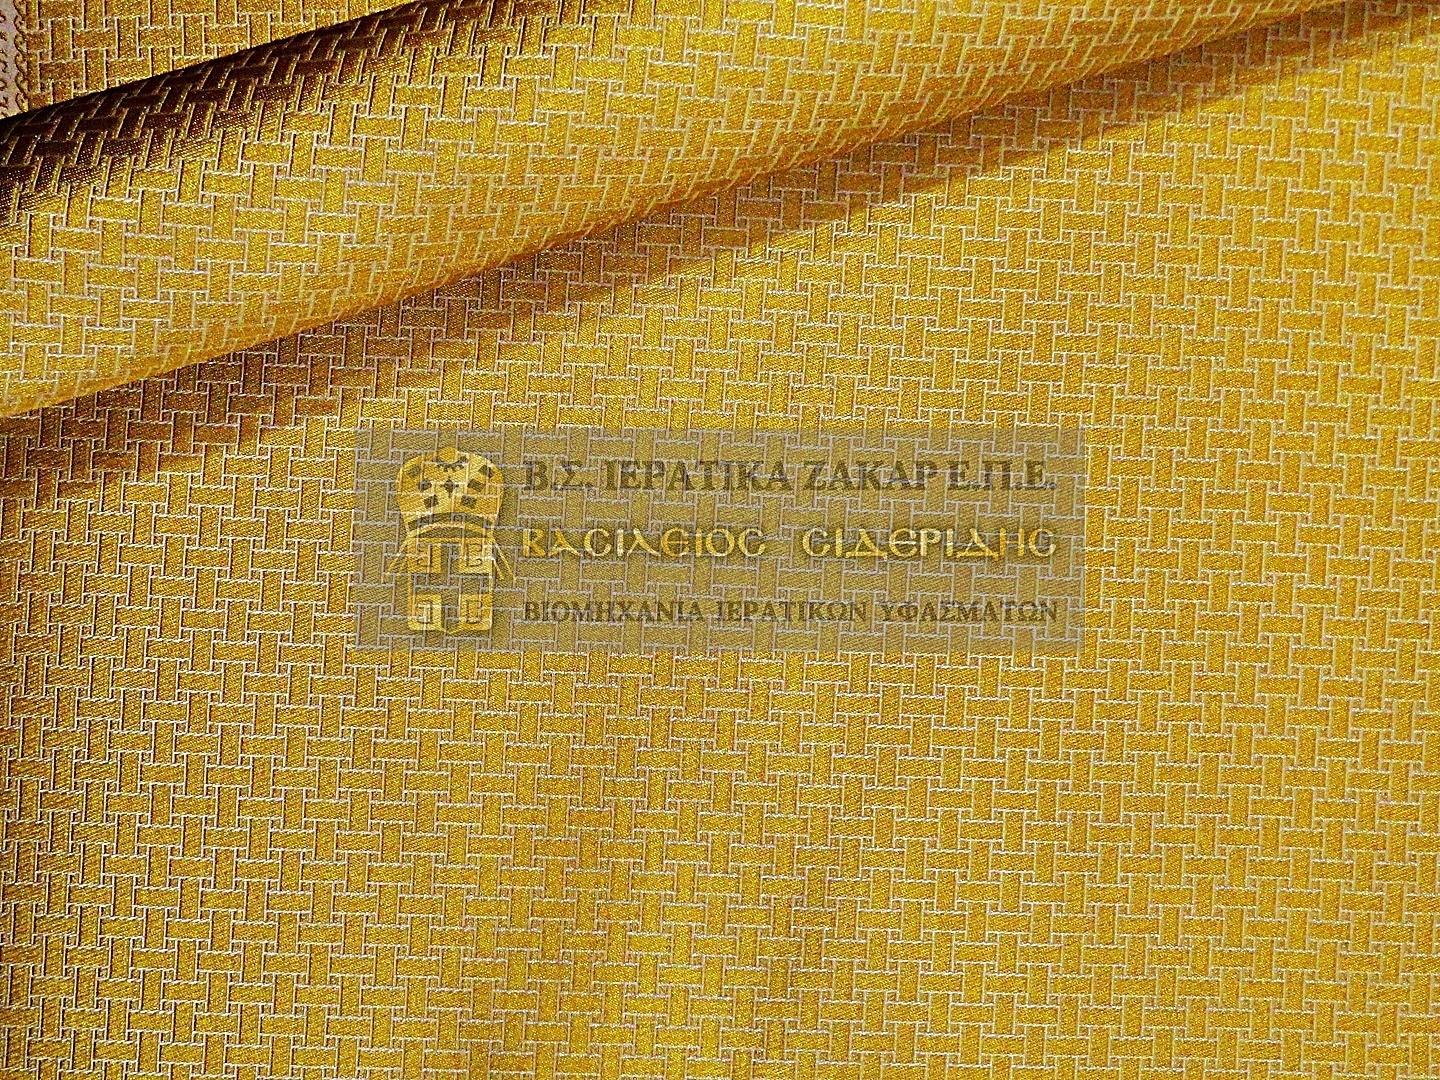 Β.Σ. ΙΕΡΑΤΙΚΑ ΖΑΚΑΡ Ε.Π.Ε.
ΒΑΣΙΛΕΙΟΣ ΣΙΔΕΡΙΔΗΣ
ΒΙΟΜΗΧΑΝΙΑ ΙΕΡΑΤΙΚΩΝ ΥΦΑΣΜΑΤΩΝ